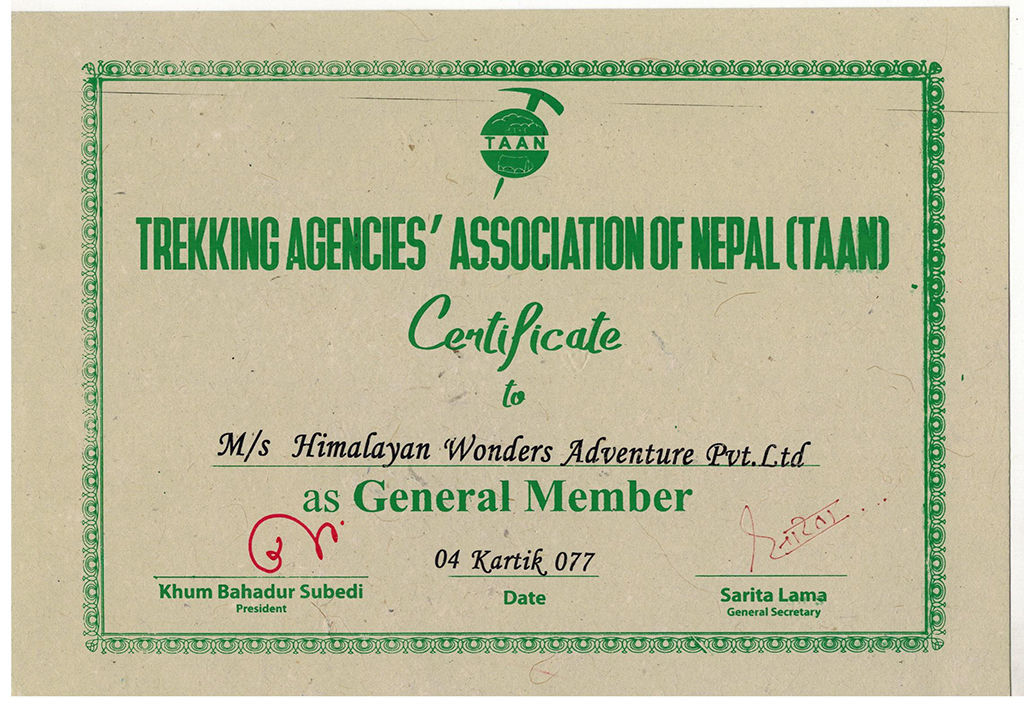 TAAN
TREKKING AGENCIES' ASSOCIATION OF NEPAL (TAAN)
Certificate
to
M/s Himalayan Wonders Adventure Pvt.Ltd
as General Member
04 Kartik 077
Date
Khum Bahadur Subedi
President
सरिता
Sarita Lama
General Secretary